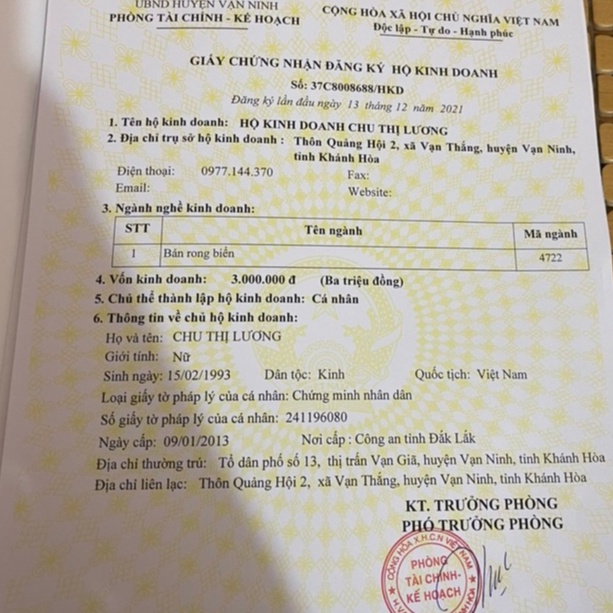 UBND HUYỆN VẠN NINH
PHÒNG TÀI CHÍNH - KẾ HOẠCH
CỘNG HÒA XÃ HỘI CHỦ NGHĨA VIỆT NAM
Độc lập - Tự do - Hạnh phúc
GIẤY CHỨNG NHẬN ĐĂNG KÝ HỘ KINH DOANH
Số: 37C8008688/HKD
Đăng ký lần đầu ngày 13 tháng 12 năm 2021
1. Tên hộ kinh doanh: HỘ KINH DOANH CHU THỊ LƯƠNG
2. Địa chỉ trụ sở hộ kinh doanh : Thôn Quảng Hội 2, xã Vạn Thắng, huyện Vạn Ninh,
tỉnh Khánh Hòa
Điện thoại: 0977.144.370 Fax:
Email: Website:
3. Ngành nghề kinh doanh:
STT Tên ngành Mã ngành
1 Bán rong biển 4722
4. Vốn kinh doanh: 3.000.000 đ (Ba triệu đồng)
5. Chủ thể thành lập hộ kinh doanh: Cá nhân
6. Thông tin về chủ hộ kinh doanh:
Họ và tên: CHU THỊ LƯƠNG
Giới tính: Nữ
Sinh ngày: 15/02/1993 Dân tộc: Kinh Quốc tịch: Việt Nam
Loại giấy tờ pháp lý của cá nhân: Chứng minh nhân dân
Số giấy tờ pháp lý của cá nhân: 241196080
Ngày cấp: 09/01/2013 Nơi cấp : Công an tỉnh Đắk Lắk
Địa chỉ thường trú: Tổ dân phố số 13, thị trấn Vạn Giã, huyện Vạn Ninh, tỉnh Khánh Hòa
Địa chỉ liên lạc: Thôn Quảng Hội 2, xã Vạn Thắng, huyện Vạn Ninh, tỉnh Khánh Hòa
KT. TRƯỞNG PHÒNG
PHÓ TRƯỞNG PHÒNG
CỘNG HÒA X.H.C.N VIỆT NAM
PHÒNG
TÀI CHÍNH-
KẾ HOẠCH